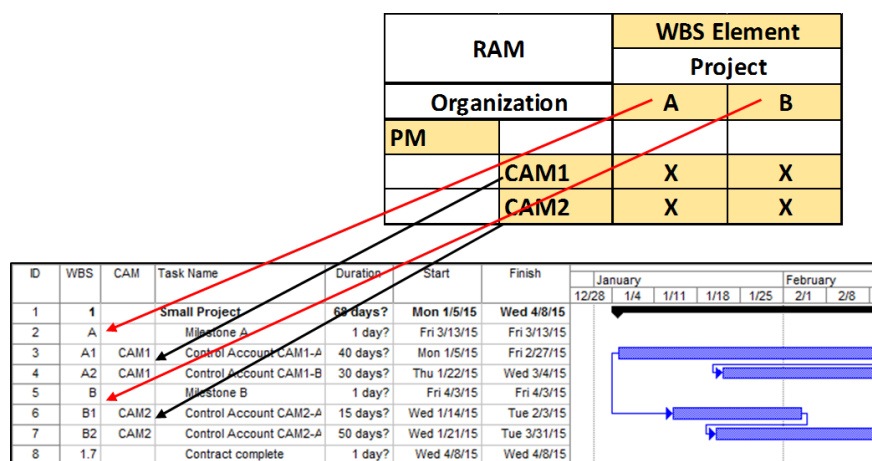 RAM
WBS Element
Project
Organization A B
PM
CAM1 X X
CAM2 X X
ID WBS CAM Task Name Duration Start Finish January February
12/28 1/4 1/11 1/18 1/25 2/1 2/8
1 1 Small Project 68 days? Mon 1/5/15 Wed 4/8/15
2 A Milestone A 1 day? Fri 3/13/15 Fri 3/13/15
3 A1 CAM1 Control Account CAM1-A 40 days? Mon 1/5/15 Fri 2/27/15
4 A2 CAM1 Control Account CAM1-B 30 days? Thu 1/22/15 Wed 3/4/15
5 B Milestone B 1 day? Fri 4/3/15 Fri 4/3/15
6 B1 CAM2 Control Account CAM2-A 15 days? Wed 1/14/15 Tue 2/3/15
7 B2 CAM2 Control Account CAM2-A 50 days? Wed 1/21/15 Tue 3/31/15
8 1.7 Contract complete 1 day? Wed 4/8/15 Wed 4/8/15